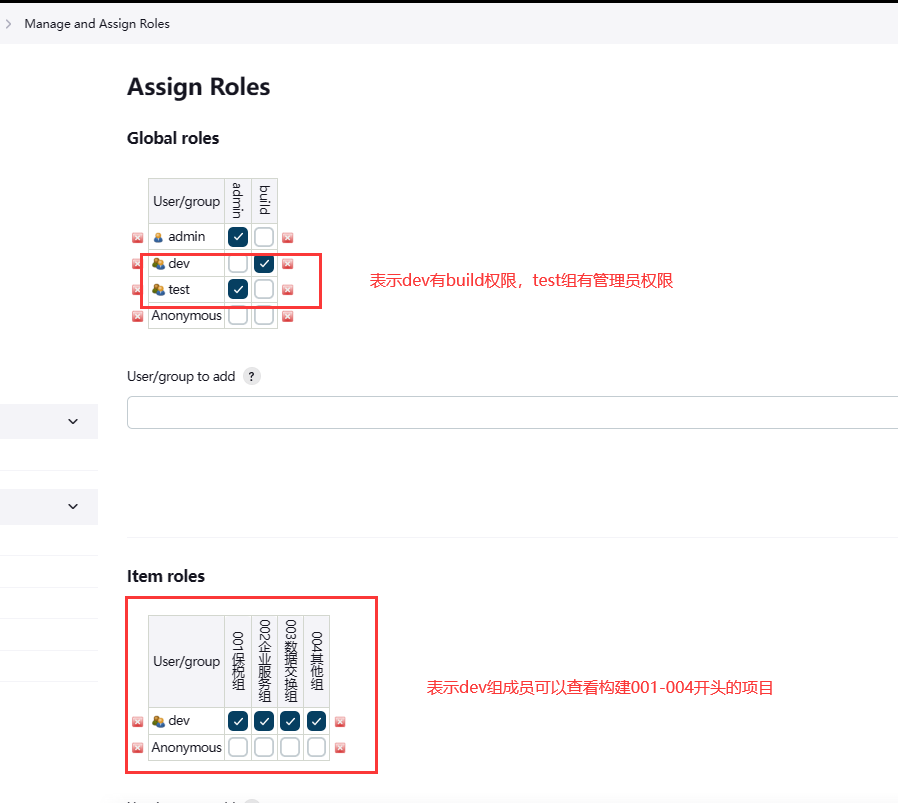 Manage and Assign Roles
Assign Roles
Global roles
User/group admin build
admin
dev
test
Anonymous
表示dev有build权限，test组有管理员权限
User/group to add ?
Item roles
User/group 001保税组 002企业服务组 003数据交换组 004其他组
dev
Anonymous
表示dev组成员可以查看构建001-004开头的项目